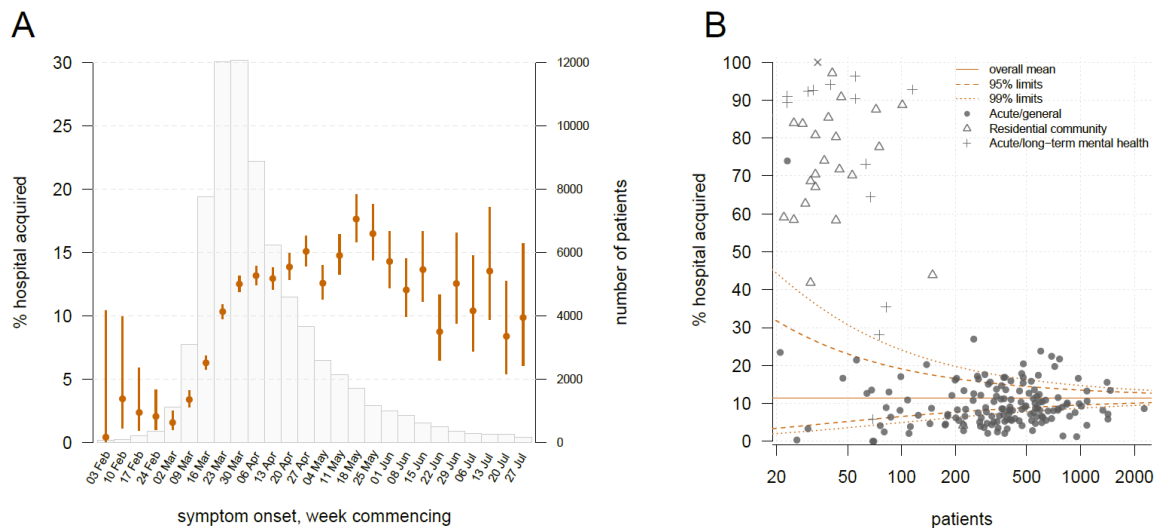 A
% hospital acquired
30
25
20
15
10
5
0
12000
10000
8000
6000
4000
2000
0
number of patients
03 Feb
10 Feb
17 Feb
24 Feb
02 Mar
09 Mar
16 Mar
23 Mar
30 Mar
06 Apr
13 Apr
20 Apr
27 Apr
04 May
11 May
18 May
25 May
01 Jun
08 Jun
15 Jun
22 Jun
29 Jun
06 Jul
13 Jul
20 Jul
27 Jul
symptom onset, week commencing
B
% hospital acquired
100
90
80
70
60
50
40
30
20
10
0
overall mean
95% limits
99% limits
Acute/general
Residential community
Acute/long-term mental health
20
50
100
200
500
1000
2000
patients